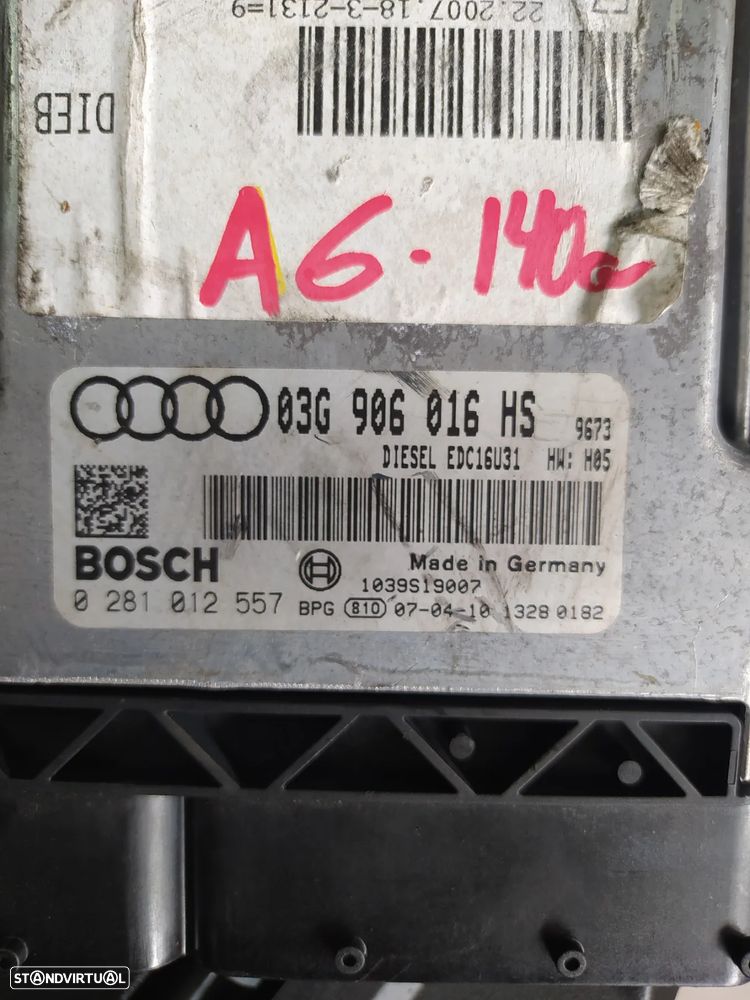 22.2007.18-3-2131=9
DIEB
A6 - 140c
03G 906 016 HS 9673
DIESEL EDC16U31 HW: H05
BOSCH
Made in Germany
1039S19007
0 281 012 557 BPG 810 07-04-10 1328 0182
STANDVIRTUAL